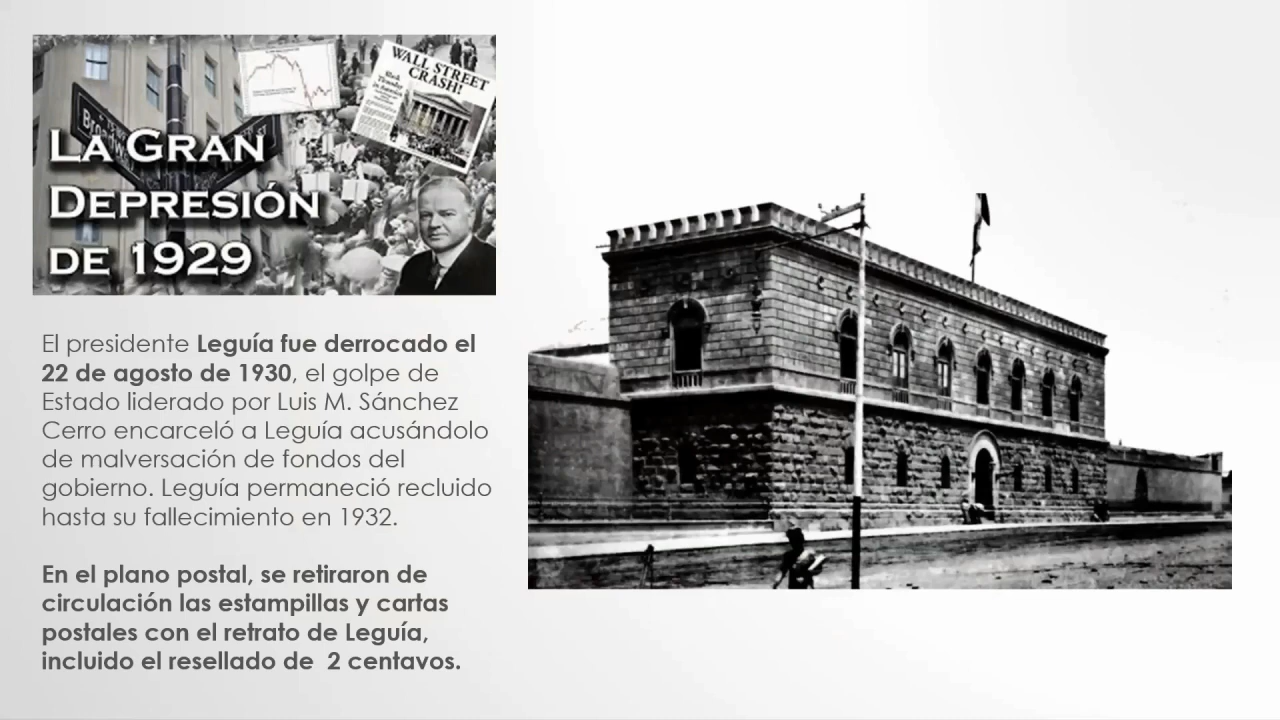 WALL STREET
CRASH!
Broadway
LA GRAN
DEPRESIÓN
DE 1929
El presidente Leguía fue derrocado el
22 de agosto de 1930, el golpe de
Estado liderado por Luis M. Sánchez
Cerro encarceló a Leguía acusándolo
de malversación de fondos del
gobierno. Leguía permaneció recluido
hasta su fallecimiento en 1932.
En el plano postal, se retiraron de
circulación las estampillas y cartas
postales con el retrato de Leguía,
incluido el resellado de  2 centavos.